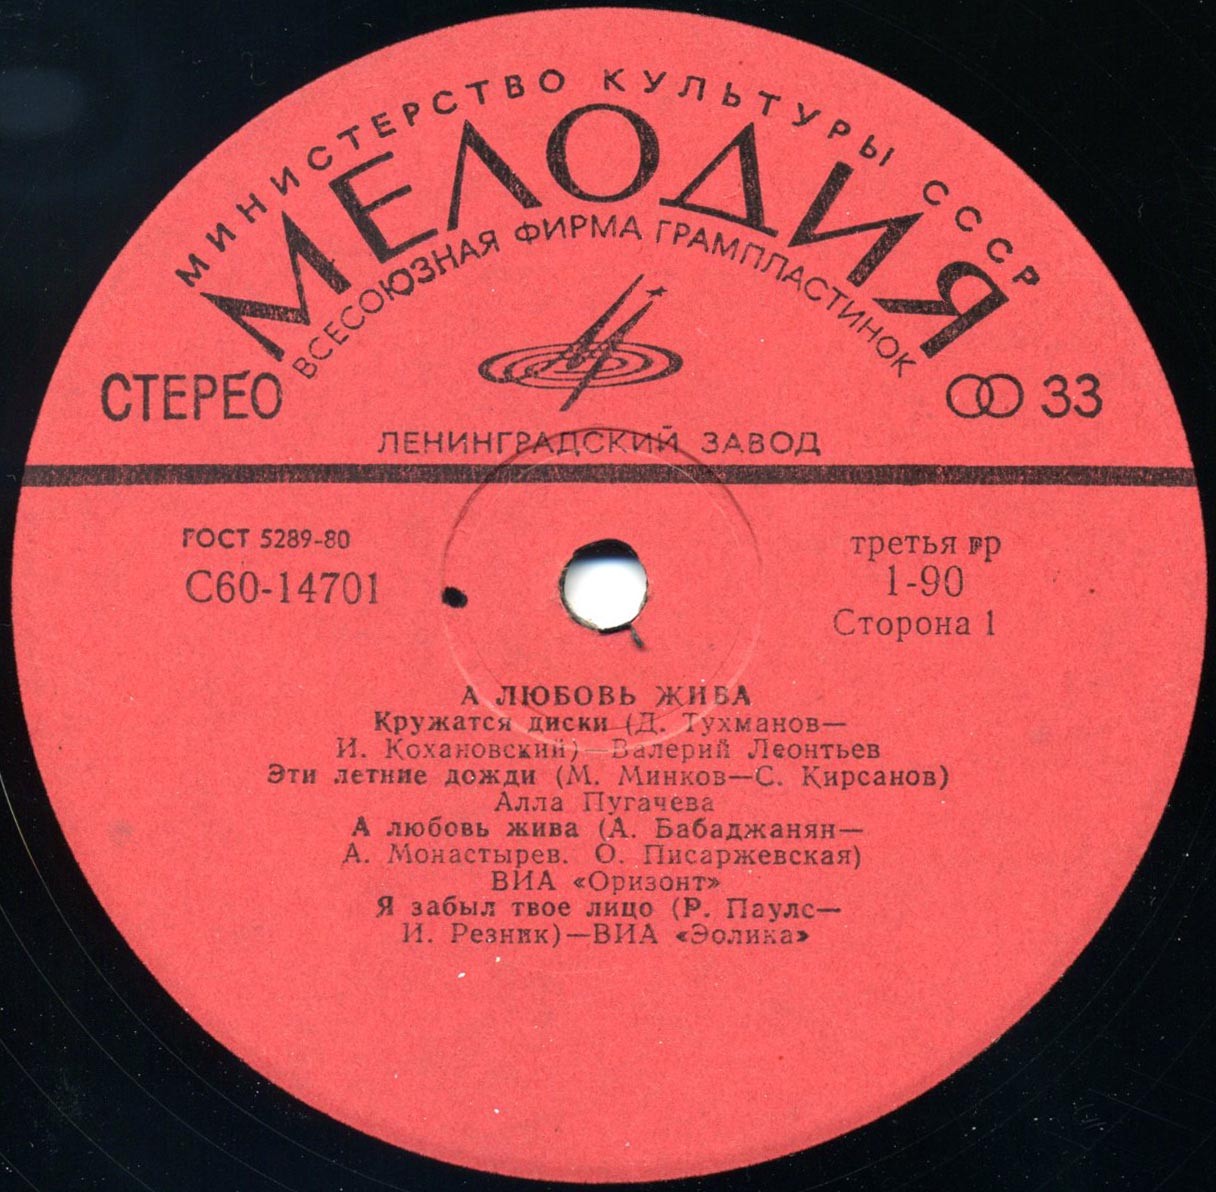 МИНИСТЕРСТВО КУЛЬТУРЫ СССР
МЕЛОДИЯ
ВСЕСОЮЗНАЯ ФИРМА ГРАМПЛАСТИНОК
СТЕРЕО
33
ЛЕНИНГРАДСКИЙ ЗАВОД
ГОСТ 5289-80
С60-14701
третья гр
1-90
Сторона 1
А ЛЮБОВЬ ЖИВА
Кружатся диски (Д. Тухманов—
И. Кохановский)—Валерий Леонтьев
Эти летние дожди (М. Минков—С. Кирсанов)
Алла Пугачева
А любовь жива (А. Бабаджанян—
А. Монастырев. О. Писаржевская)
ВИА «Оризонт»
Я забыл твое лицо (Р. Паулс—
И. Резник)—ВИА «Эолика»